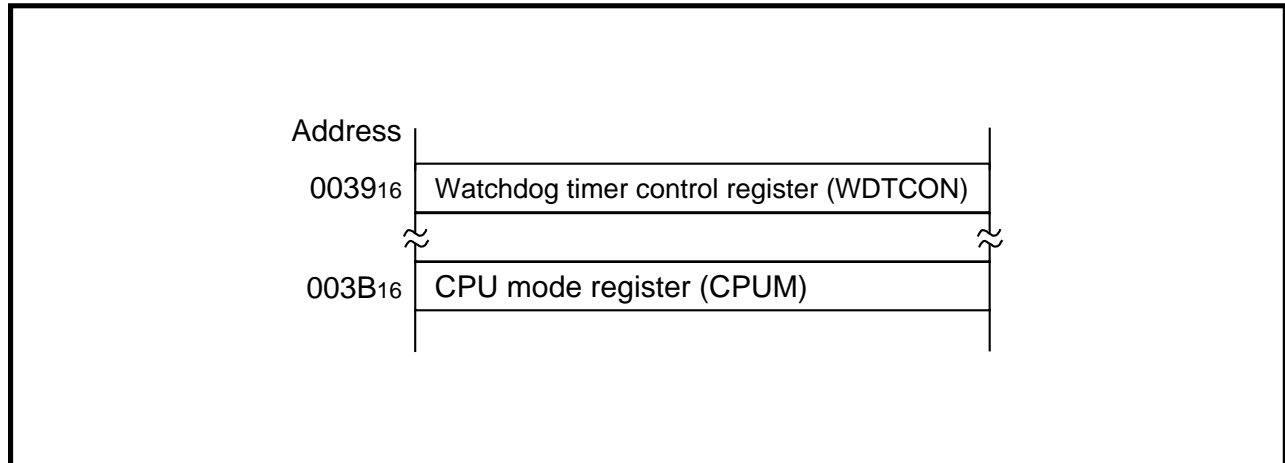 Address
0039₁₆ Watchdog timer control register (WDTCON)
003B₁₆ CPU mode register (CPUM)